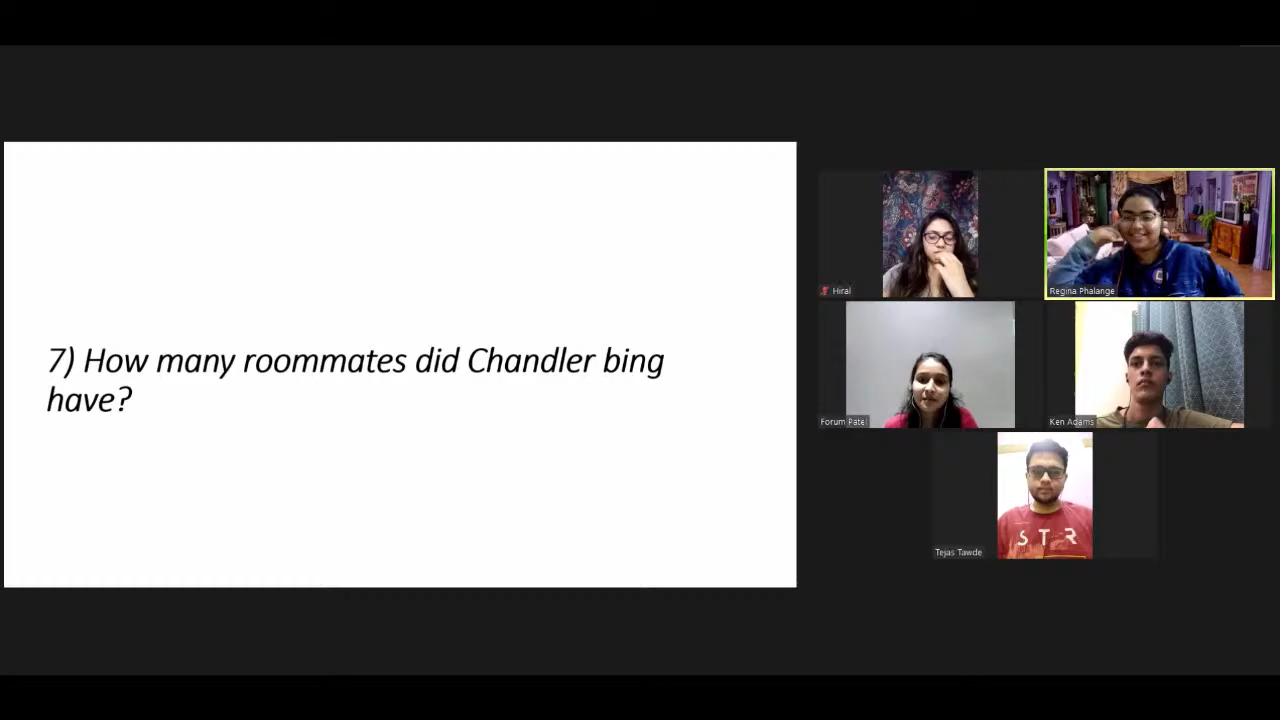 7) How many roommates did Chandler bing
have?
Hiral
Regina Phalange
Forum Patel
Ken Adams
Tejas Tawde
S T R